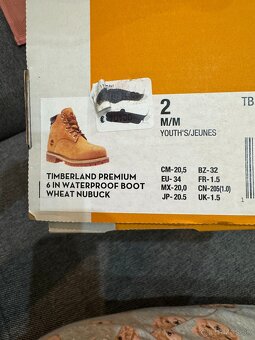 2
TB
M/M
YOUTH'S/JEUNES
CM-20,5 BZ-32
EU- 34 FR-1.5
MX-20,0 CN-205(1.0)
JP- 20.5 UK-1.5
1
TIMBERLAND PREMIUM
6 IN WATERPROOF BOOT
WHEAT NUBUCK